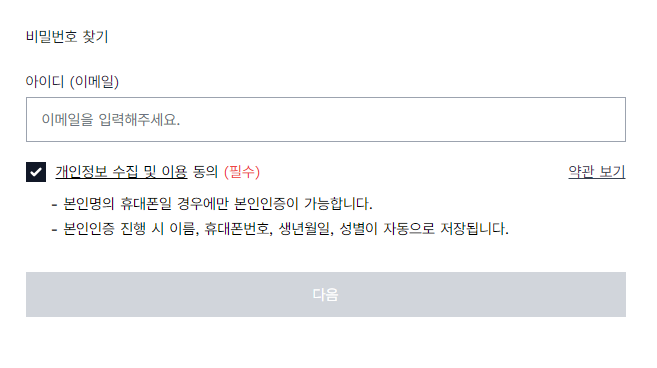 비밀번호 찾기
아이디 (이메일)
이메일을 입력해주세요.
개인정보 수집 및 이용 동의 (필수) 약관 보기
- 본인명의 휴대폰일 경우에만 본인인증이 가능합니다.
- 본인인증 진행 시 이름, 휴대폰번호, 생년월일, 성별이 자동으로 저장됩니다.
다음